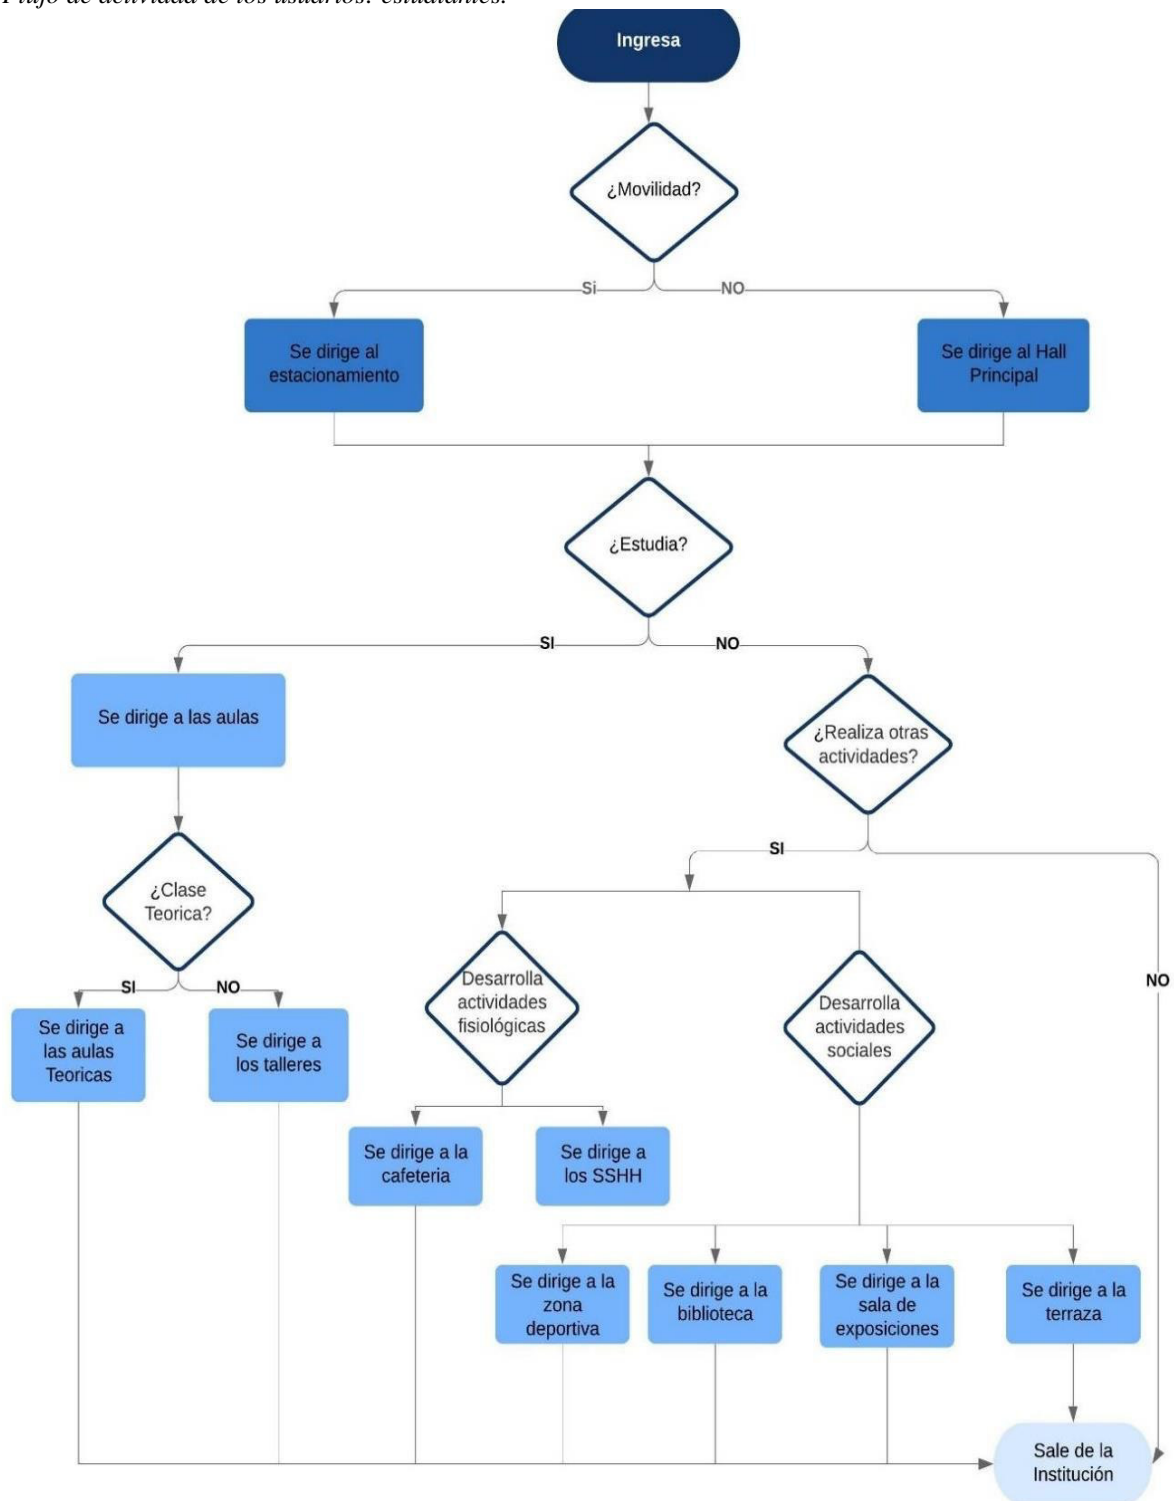 Flujo de actividad de los usuarios: estudiantes.
Ingresa
¿Movilidad?
Si
NO
Se dirige al
estacionamiento
Se dirige al Hall
Principal
¿Estudia?
SI
NO
Se dirige a las aulas
¿Realiza otras
actividades?
SI
¿Clase
Teorica?
NO
SI
NO
Desarrolla
actividades
fisiológicas
Desarrolla
actividades
sociales
Se dirige a
las aulas
Teoricas
Se dirige a
los talleres
Se dirige a la
cafeteria
Se dirige a
los SSHH
Se dirige a la
zona
deportiva
Se dirige a la
biblioteca
Se dirige a la
sala de
exposiciones
Se dirige a la
terraza
Sale de la
Institución